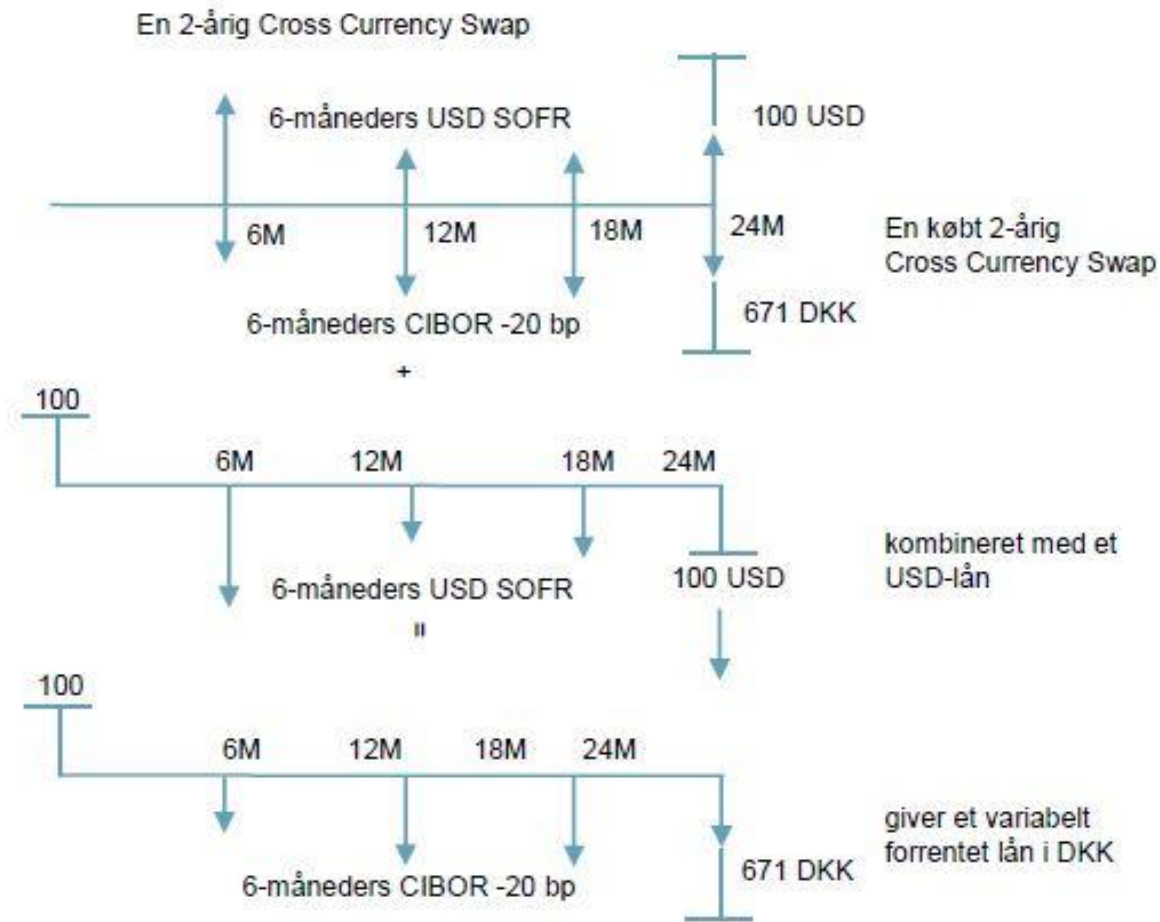 En 2-årig Cross Currency Swap
6-måneders USD SOFR
100 USD
6M
12M
18M
24M
En købt 2-årig
Cross Currency Swap
6-måneders CIBOR -20 bp
671 DKK
+
100
6M
12M
18M
24M
6-måneders USD SOFR
100 USD
kombineret med et
USD-lån
=
100
6M
12M
18M
24M
6-måneders CIBOR -20 bp
671 DKK
giver et variabelt
forrentet lån i DKK